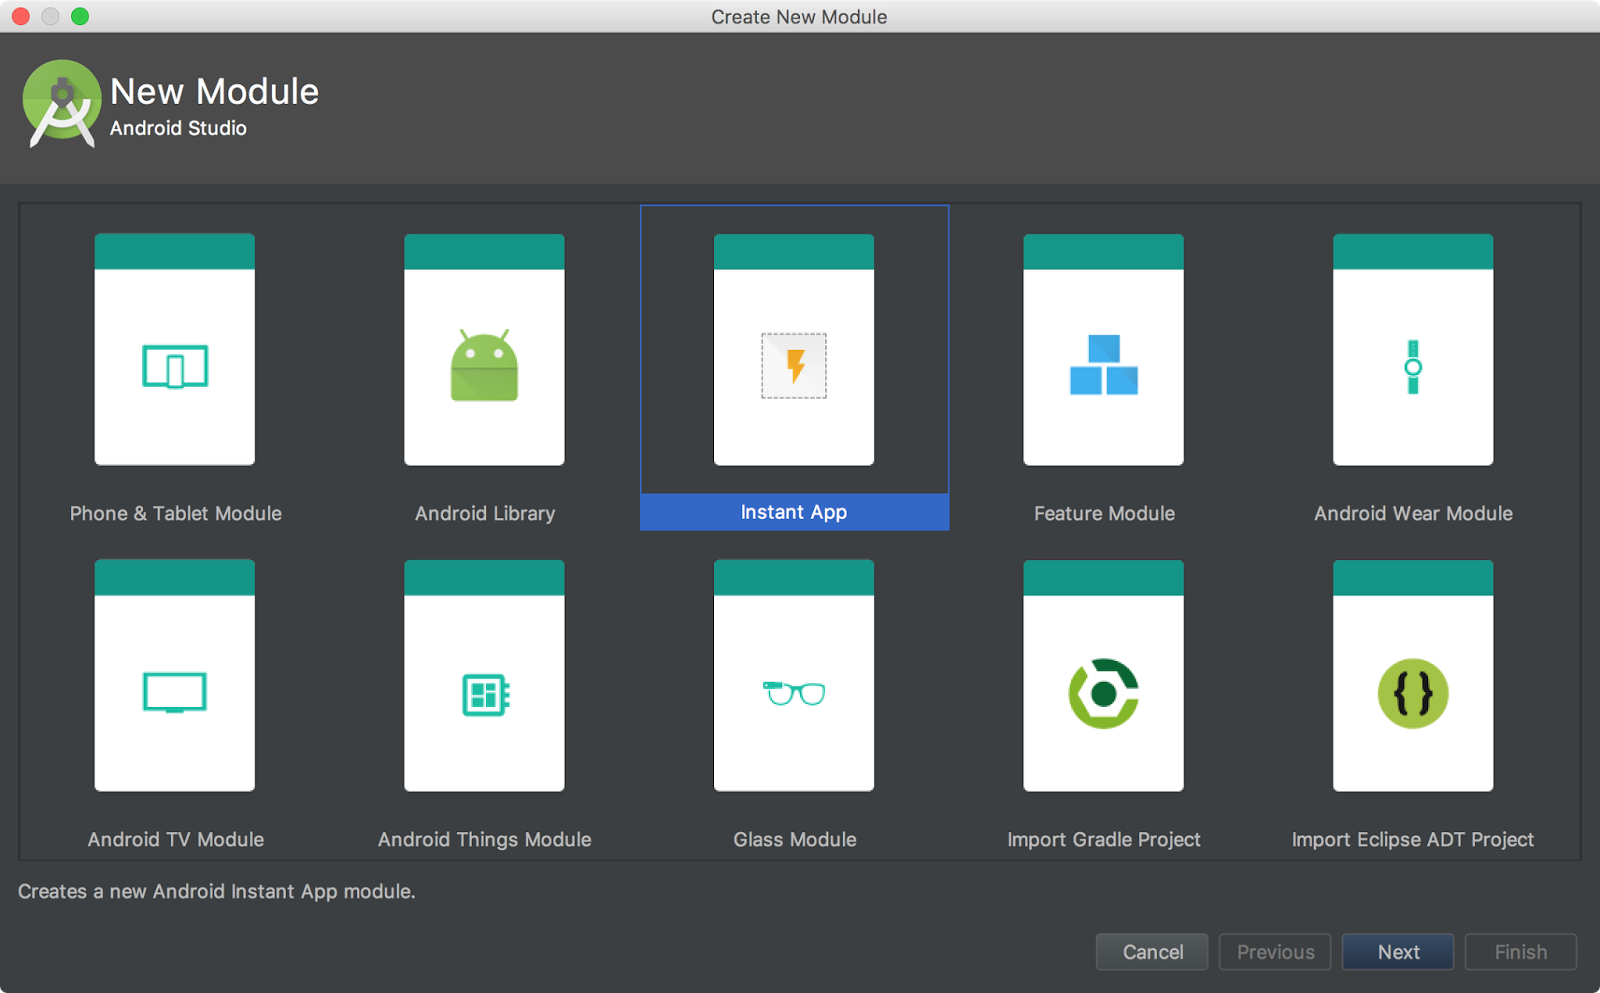 Create New Module
New Module
Android Studio
Phone & Tablet Module
Android Library
Instant App
Feature Module
Android Wear Module
Android TV Module
Android Things Module
Glass Module
Import Gradle Project
Import Eclipse ADT Project
Creates a new Android Instant App module.
Cancel
Previous
Next
Finish